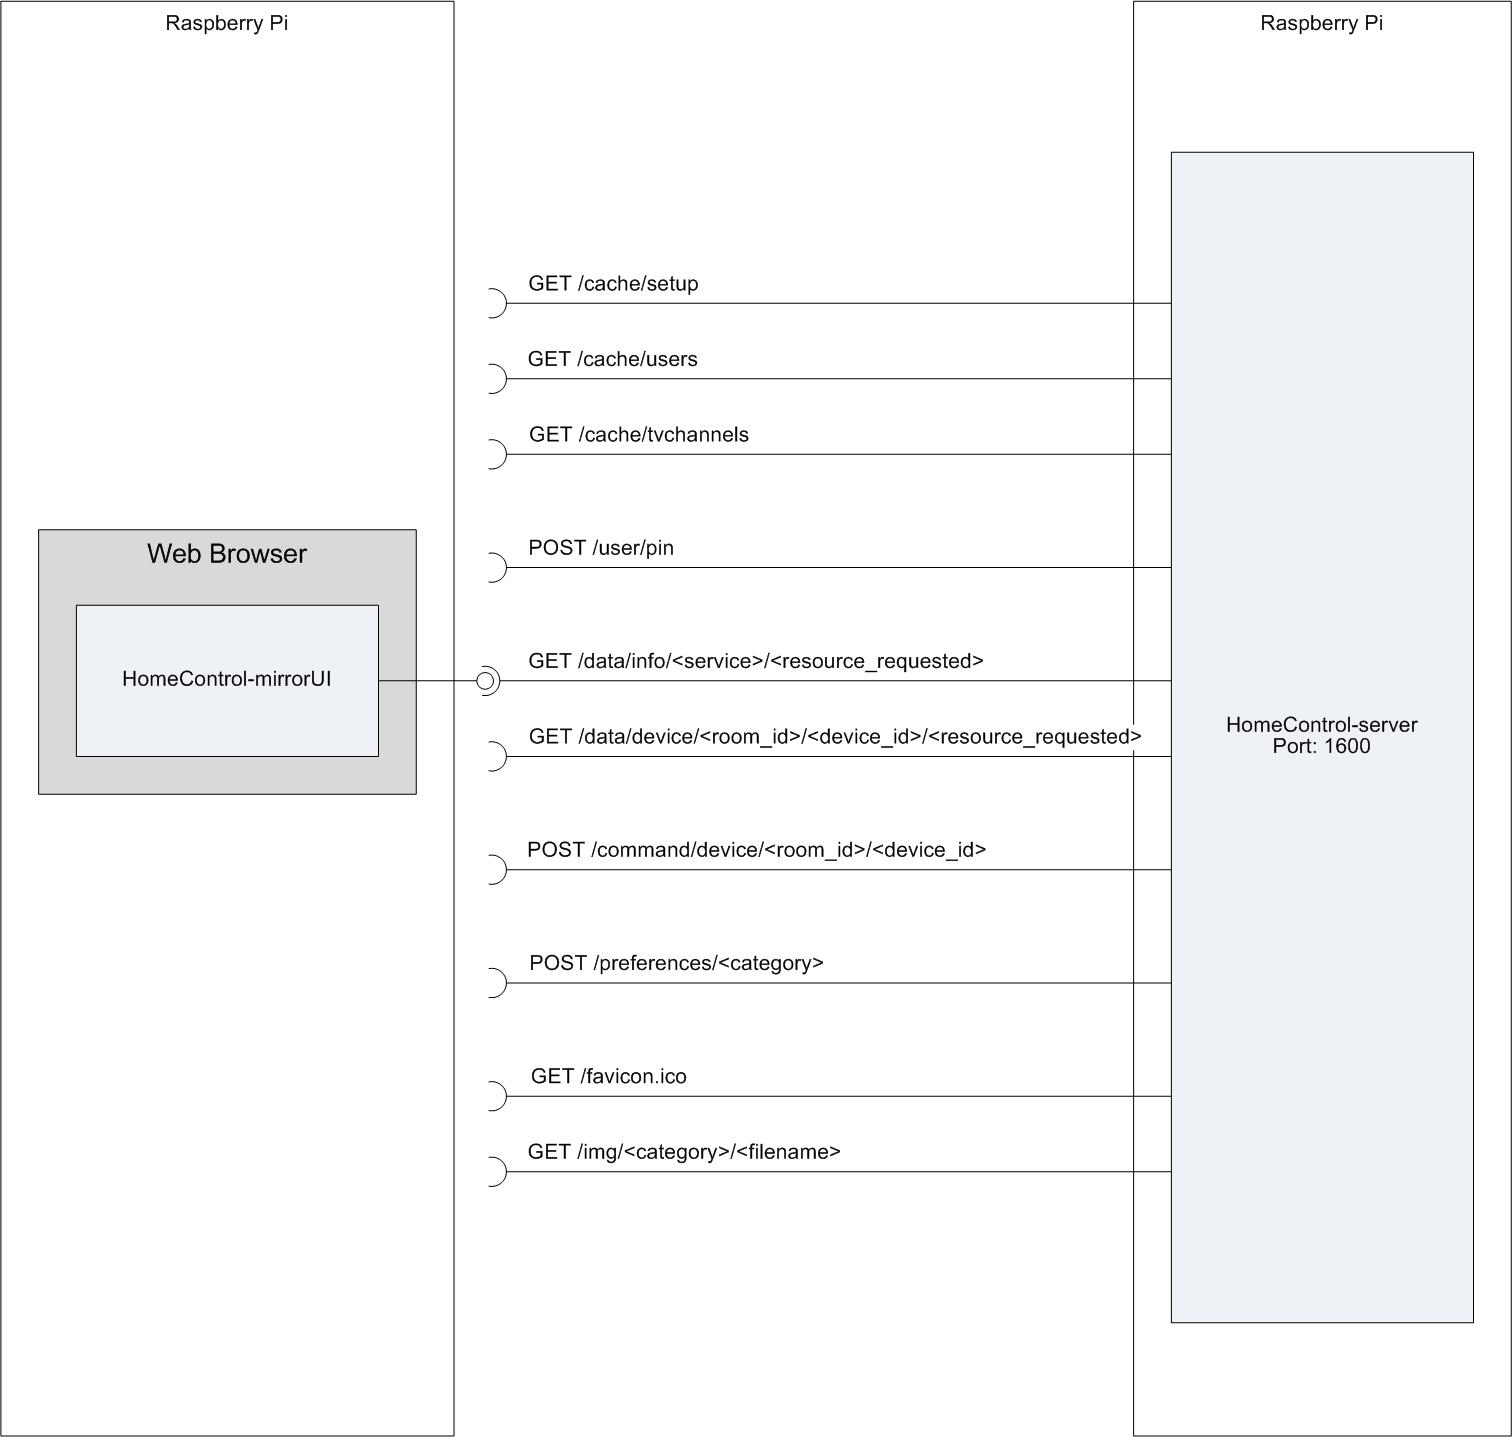 Raspberry Pi
Raspberry Pi
GET /cache/setup
GET /cache/users
GET /cache/tvchannels
POST /user/pin
Web Browser
HomeControl-mirrorUI
GET /data/info/<service>/<resource_requested>
GET /data/device/<room_id>/<device_id>/<resource_requested>
HomeControl-server
Port: 1600
POST /command/device/<room_id>/<device_id>
POST /preferences/<category>
GET /favicon.ico
GET /img/<category>/<filename>